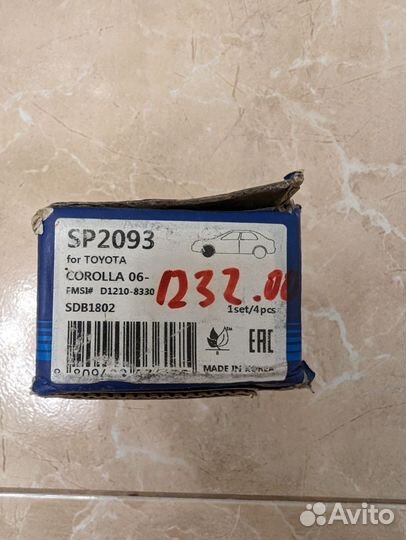 SP2093
for TOYOTA
COROLLA 06-
FMSI# D1210-8330
1232.00
SDB1802
1set/4pcs
EAC
MADE IN KOREA
Avito